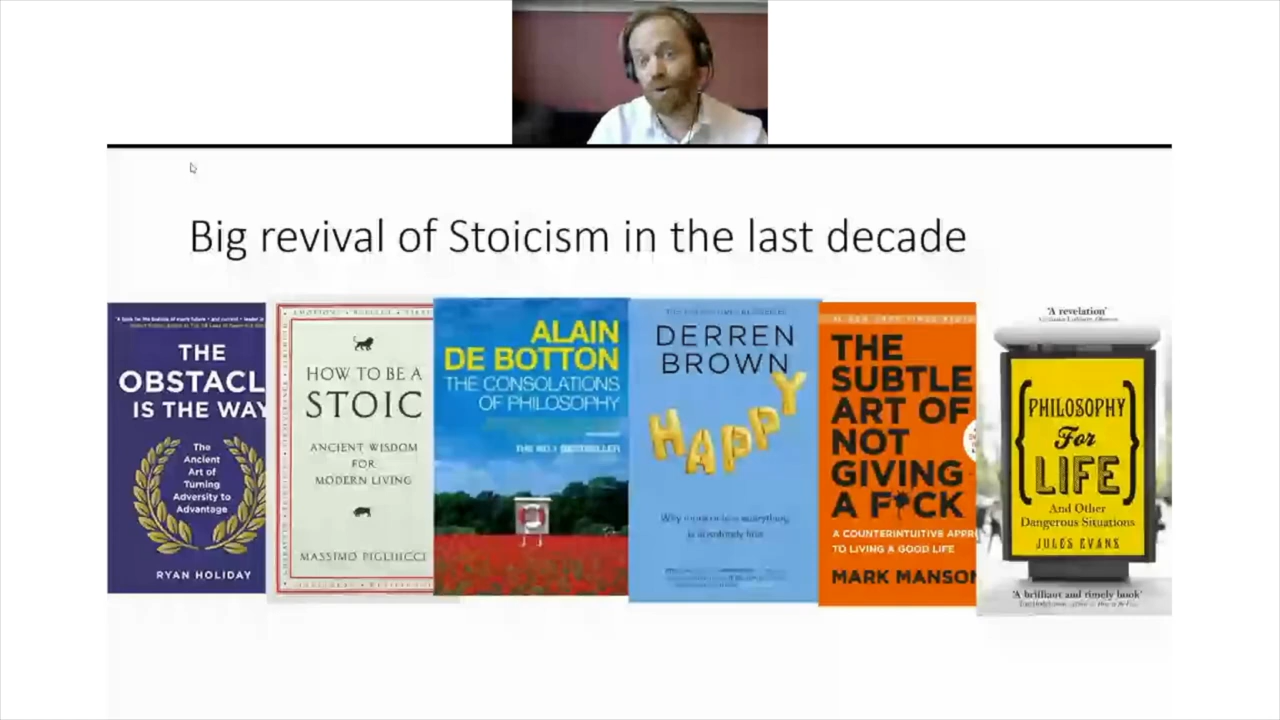 Big revival of Stoicism in the last decade
THE
OBSTACL
IS THE WAY
The
Ancient
Art of
Turning
Adversity to
Advantage
RYAN HOLIDAY
HOW TO BE A
STOIC
ANCIENT WISDOM
FOR
MODERN LIVING
MASSIMO PIGLIUCCI
ALAIN
DE BOTTON
THE CONSOLATIONS
OF PHILOSOPHY
THE NO.1 BESTSELLER
DERREN
BROWN
HAPPY
THE
SUBTLE
ART OF
NOT
GIVING
A F*CK
A COUNTERINTUITIVE APPR
TO LIVING A GOOD LIFE
MARK MANSON
'A revelation'
PHILOSOPHY
For
LIFE
And Other
Dangerous Situations
JULES EVANS
'A brilliant and timely book'